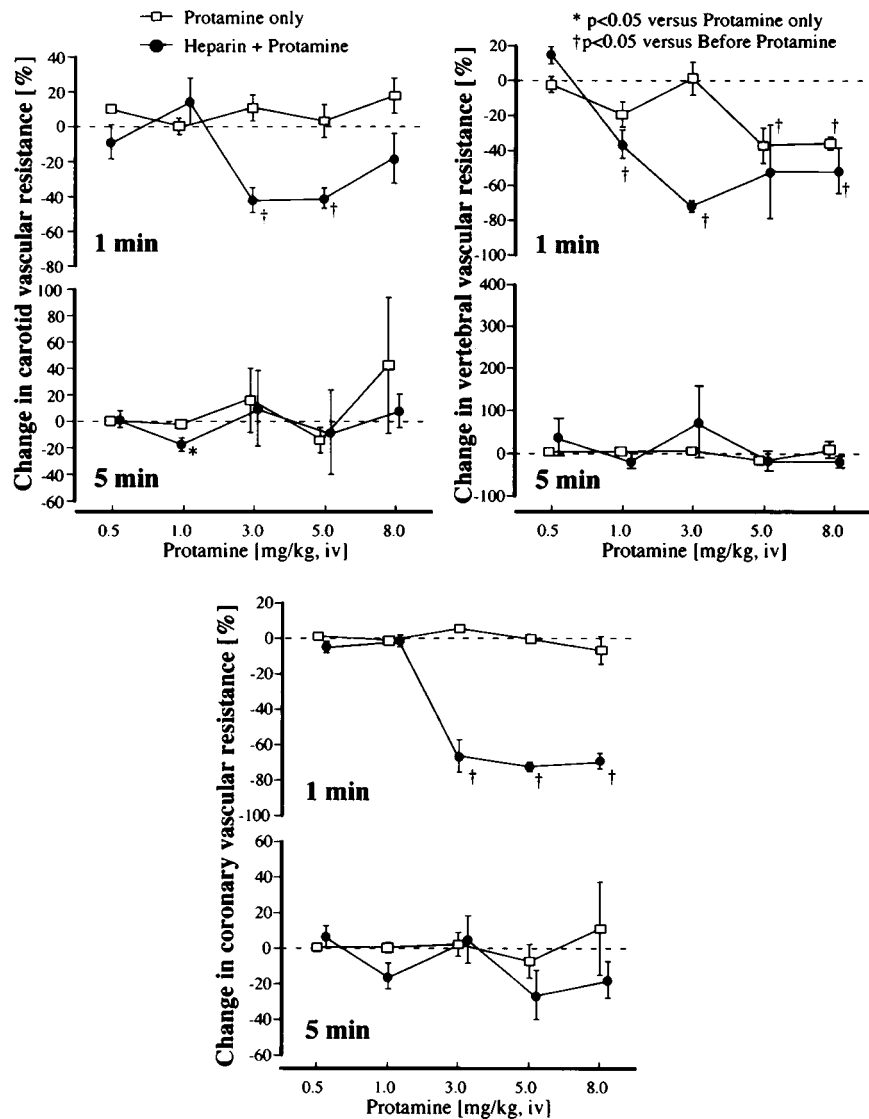 Protamine only
Heparin + Protamine
* p<0.05 versus Protamine only
†p<0.05 versus Before Protamine
Change in carotid vascular resistance [%]
40
20
0
-20
-40
-60
-80
†
†
1 min
100
80
60
40
20
0
-20
-40
-60
*
5 min
0.5 1.0 3.0 5.0 8.0
Protamine [mg/kg, iv]
Change in vertebral vascular resistance [%]
20
0
-20
-40
-60
-80
-100
†
†
†
†
†
1 min
400
300
200
100
0
-100
5 min
0.5 1.0 3.0 5.0 8.0
Protamine [mg/kg, iv]
Change in coronary vascular resistance [%]
20
0
-20
-40
-60
-80
-100
†
†
†
1 min
60
40
20
0
-20
-40
-60
5 min
0.5 1.0 3.0 5.0 8.0
Protamine [mg/kg, iv]